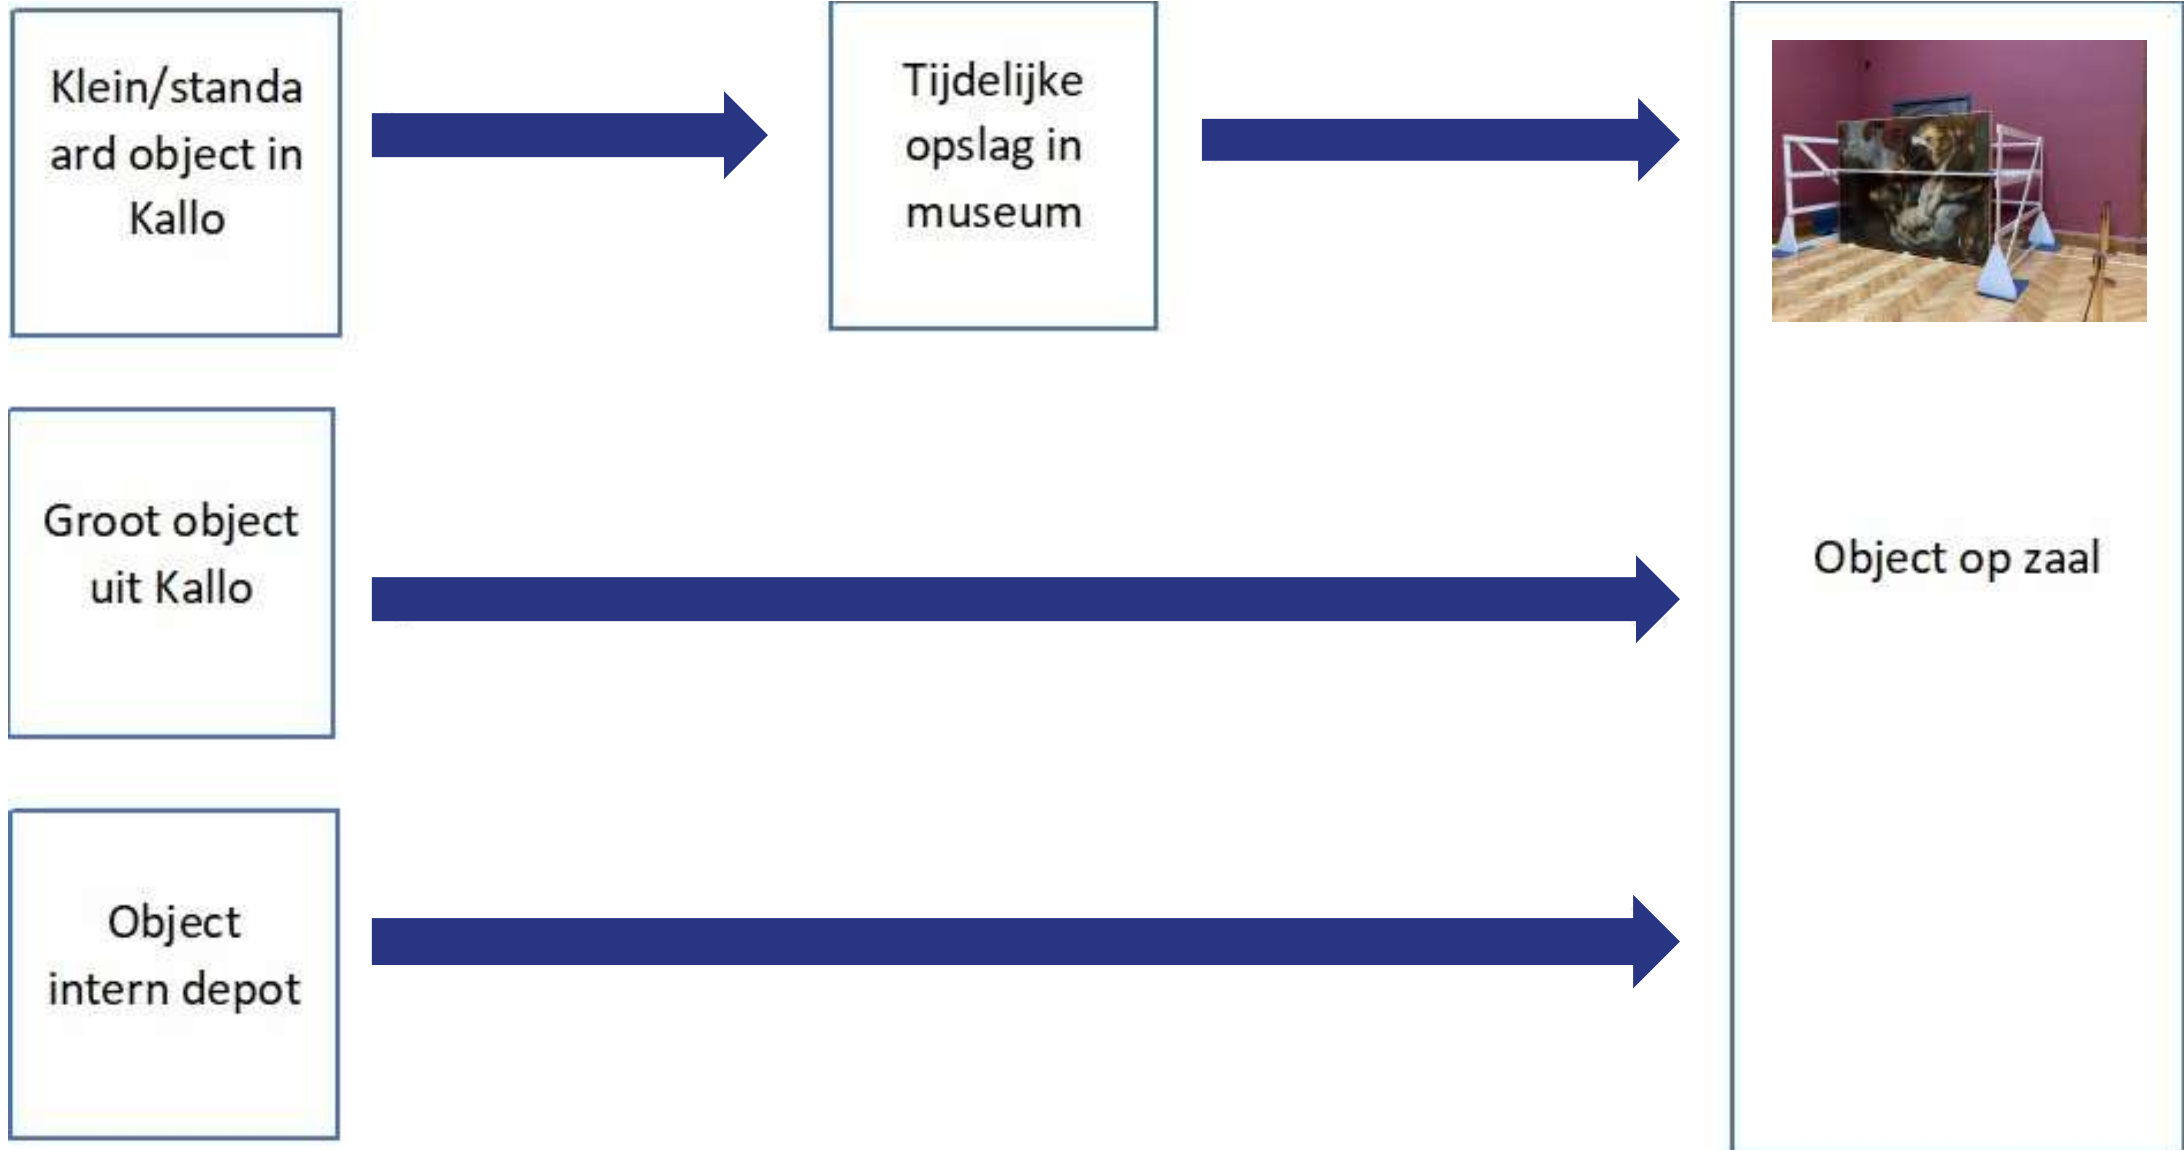 Klein/standa
ard object in
Kallo
Tijdelijke
opslag in
museum
Groot object
uit Kallo
Object op zaal
Object
intern depot